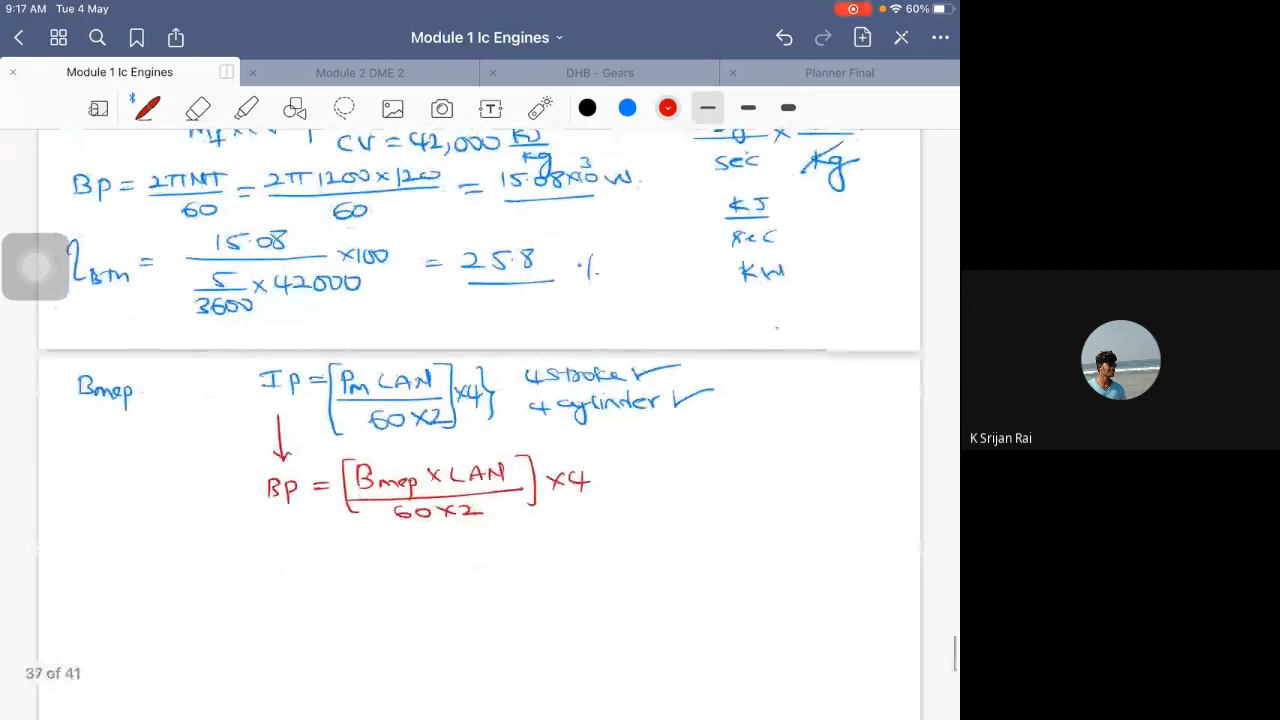 9:17 AM Tue 4 May
60%
Module 1 Ic Engines
Module 1 Ic Engines
Module 2 DME 2
DHB - Gears
Planner Final
CV = 42,000 KJ/kg
sec × kg
BP = 2πNT/60 = 2π 1200×120/60 = 15.08×10³ W.
KJ/sec
KW
ηBTh = 15.08/(5/3600 × 42000) ×100 = 25.8 %
Bmep
IP = [Pm LAN/60×2]×4} 4 stroke ✓
4 cylinder ✓
↓
BP = [Bmep × LAN/60×2] ×4
K Srijan Rai
37 of 41